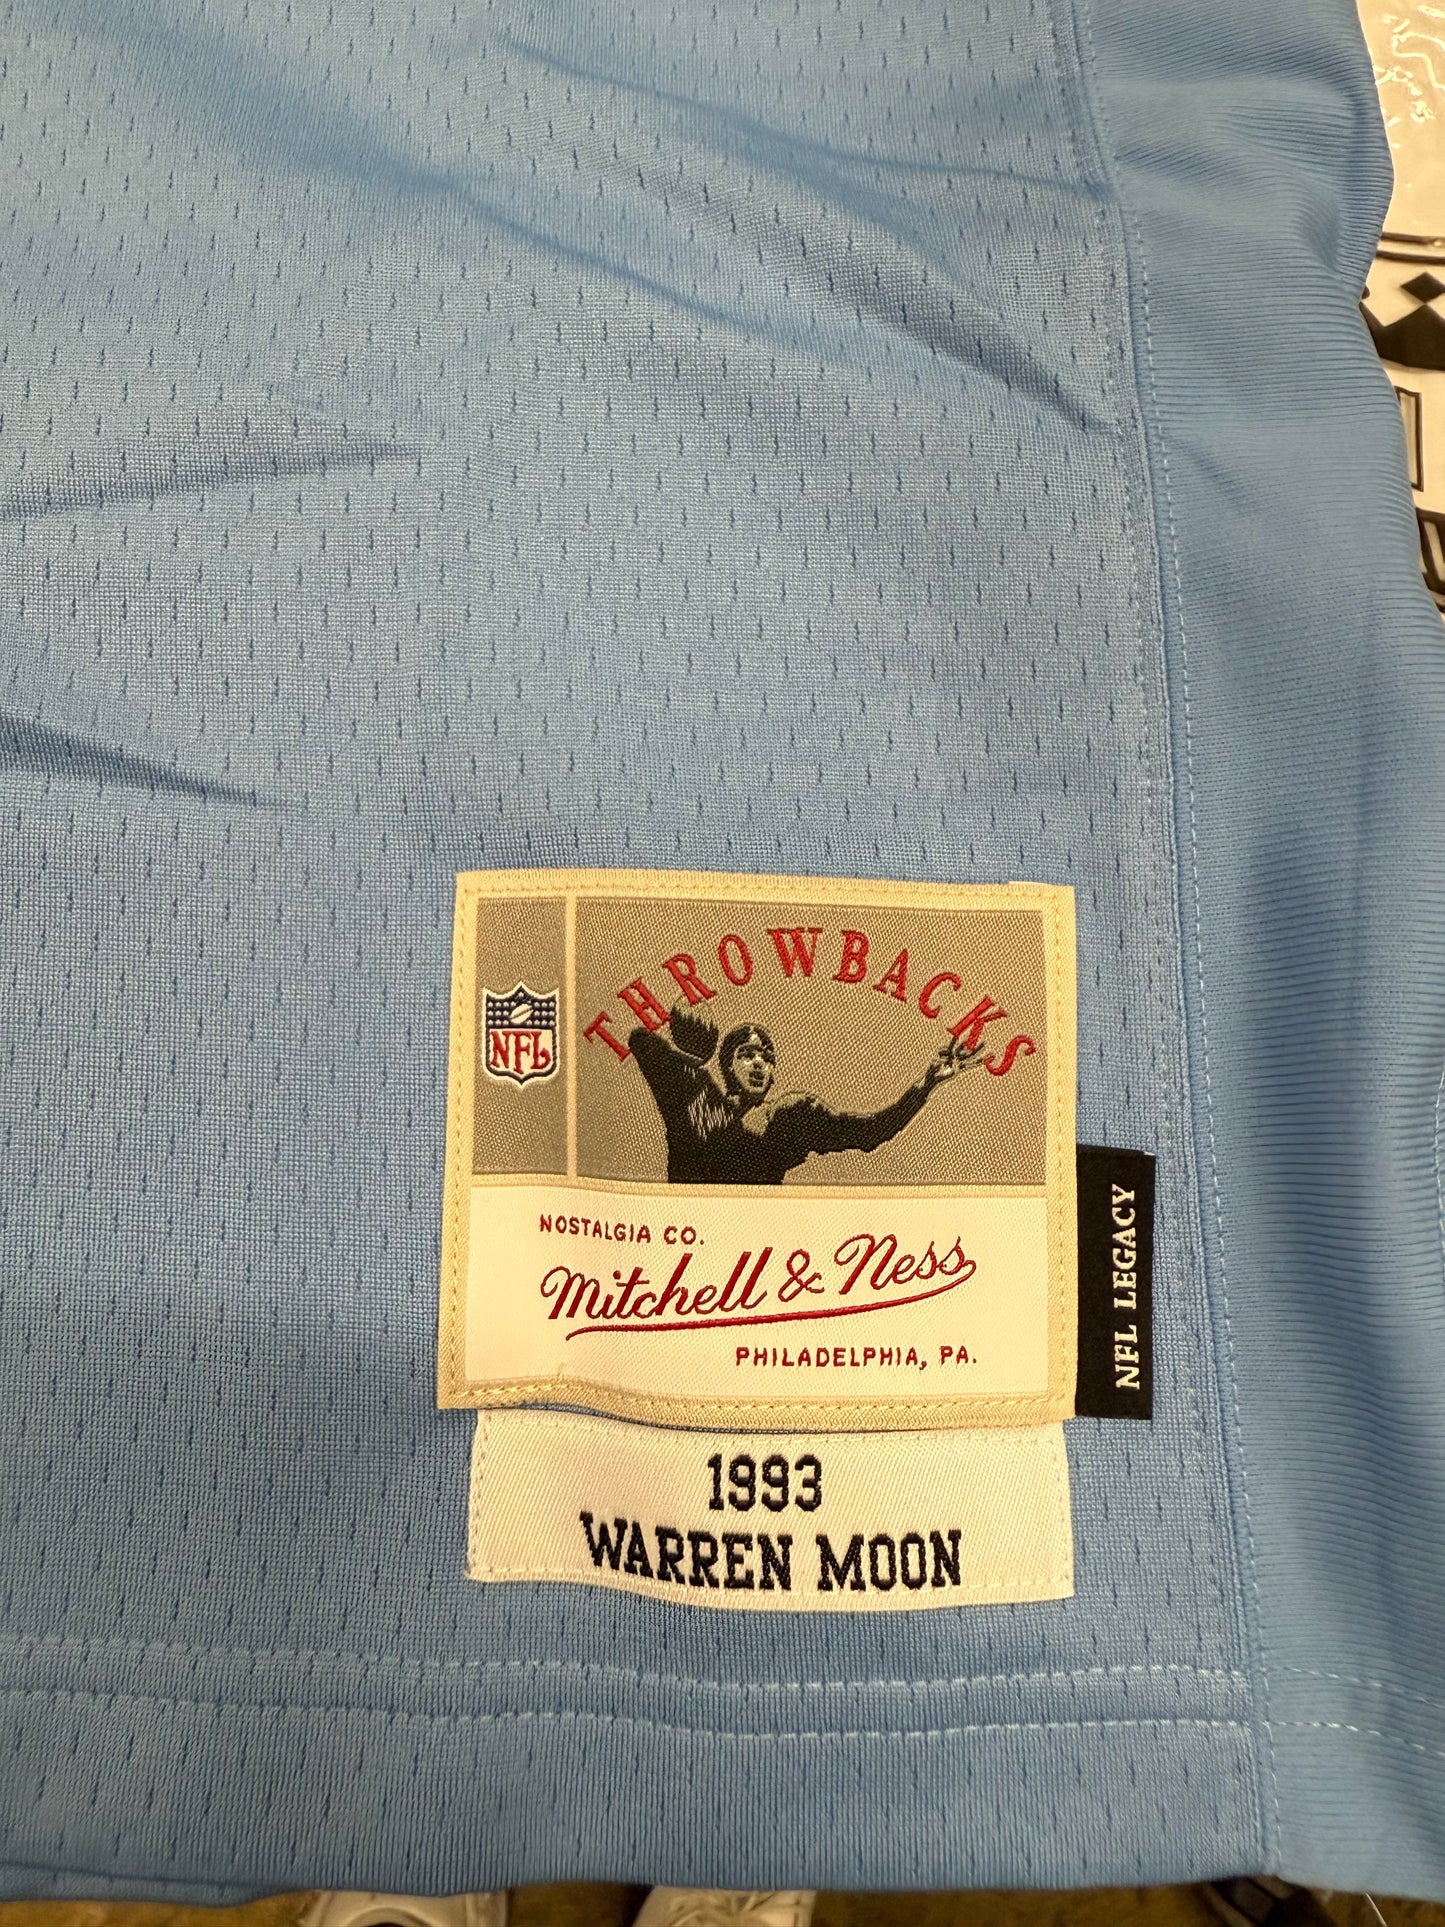 THROWBACKS
NFL
NOSTALGIA CO.
Mitchell & Ness
PHILADELPHIA, PA.
NFL LEGACY
1993
WARREN MOON